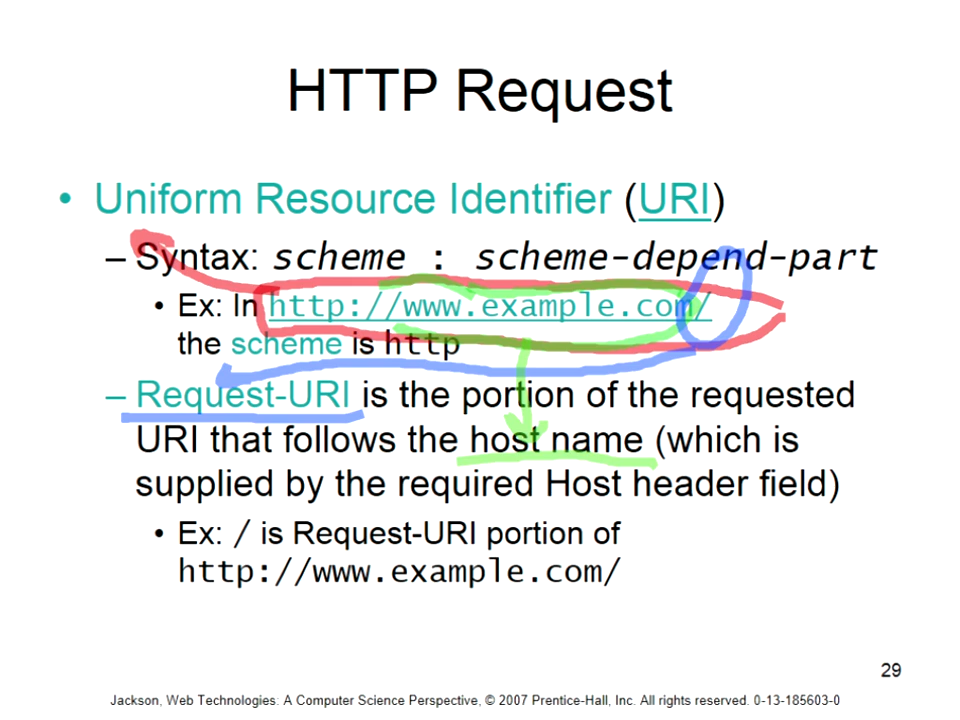 HTTP Request
• Uniform Resource Identifier (URI)
– Syntax: scheme : scheme-depend-part
• Ex: In http://www.example.com/
the scheme is http
– Request-URI is the portion of the requested
URI that follows the host name (which is
supplied by the required Host header field)
• Ex: / is Request-URI portion of
http://www.example.com/
29
Jackson, Web Technologies: A Computer Science Perspective, © 2007 Prentice-Hall, Inc. All rights reserved. 0-13-185603-0